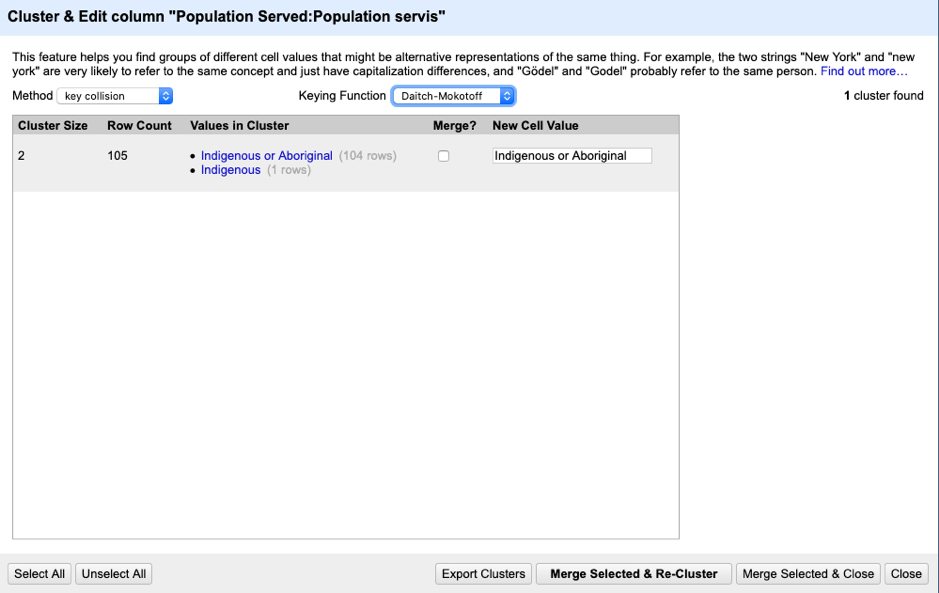 Cluster & Edit column "Population Served:Population servis"
This feature helps you find groups of different cell values that might be alternative representations of the same thing. For example, the two strings "New York" and "new
york" are very likely to refer to the same concept and just have capitalization differences, and "Gödel" and "Godel" probably refer to the same person. Find out more…
Method key collision Keying Function Daitch-Mokotoff 1 cluster found
Cluster Size Row Count Values in Cluster Merge? New Cell Value
2 105 • Indigenous or Aboriginal (104 rows) Indigenous or Aboriginal
• Indigenous (1 rows)
Select All Unselect All Export Clusters Merge Selected & Re-Cluster Merge Selected & Close Close